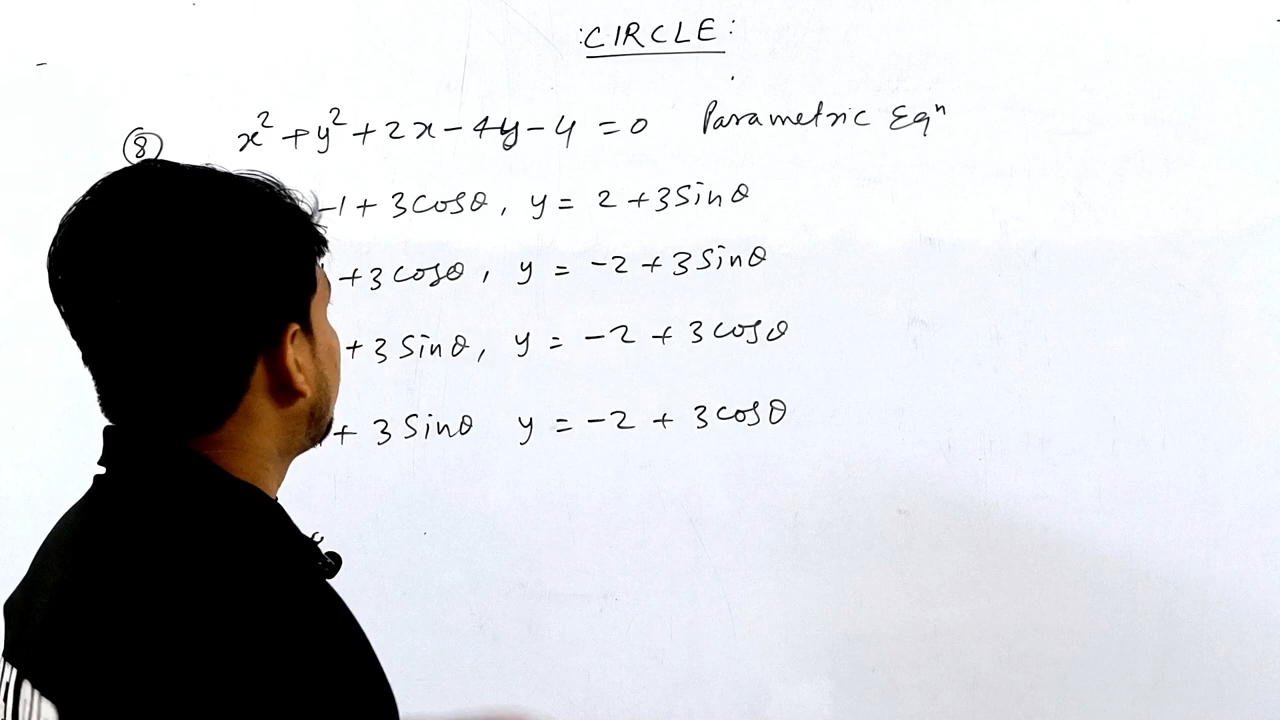 :CIRCLE:
⑧ x² + y² + 2x - 4y - 4 = 0 Parametric Eqⁿ
-1 + 3cosθ, y = 2 + 3Sinθ
+ 3cosθ, y = -2 + 3Sinθ
+ 3Sinθ, y = -2 + 3cosθ
+ 3Sinθ y = -2 + 3cosθ